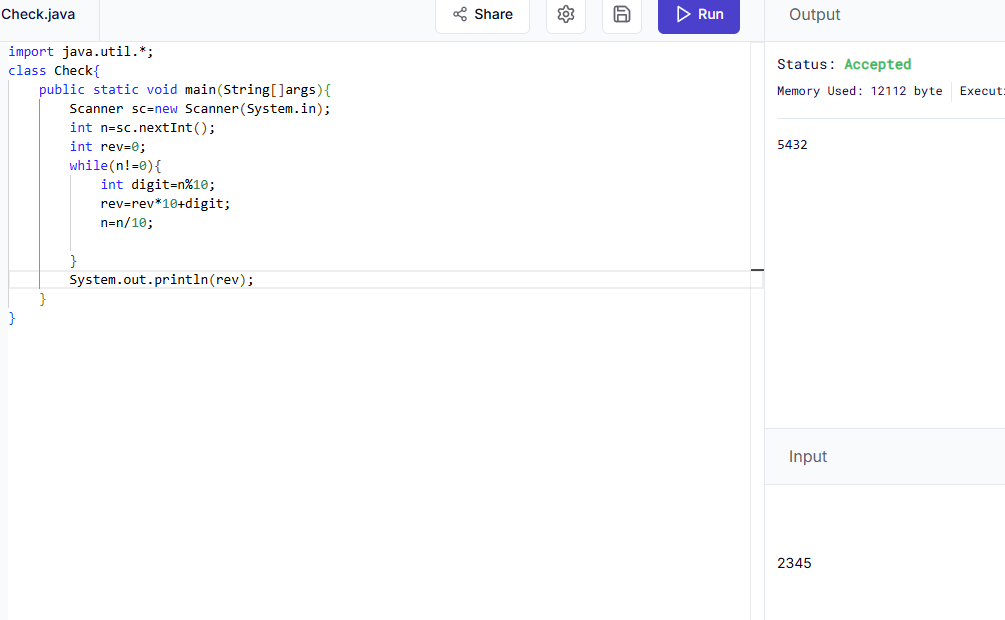 Check.java
Share
Run
Output
import java.util.*;
class Check{
    public static void main(String[]args){
        Scanner sc=new Scanner(System.in);
        int n=sc.nextInt();
        int rev=0;
        while(n!=0){
            int digit=n%10;
            rev=rev*10+digit;
            n=n/10;
        }
        System.out.println(rev);
    }
}
Status: Accepted
Memory Used: 12112 byte
Executi
5432
Input
2345